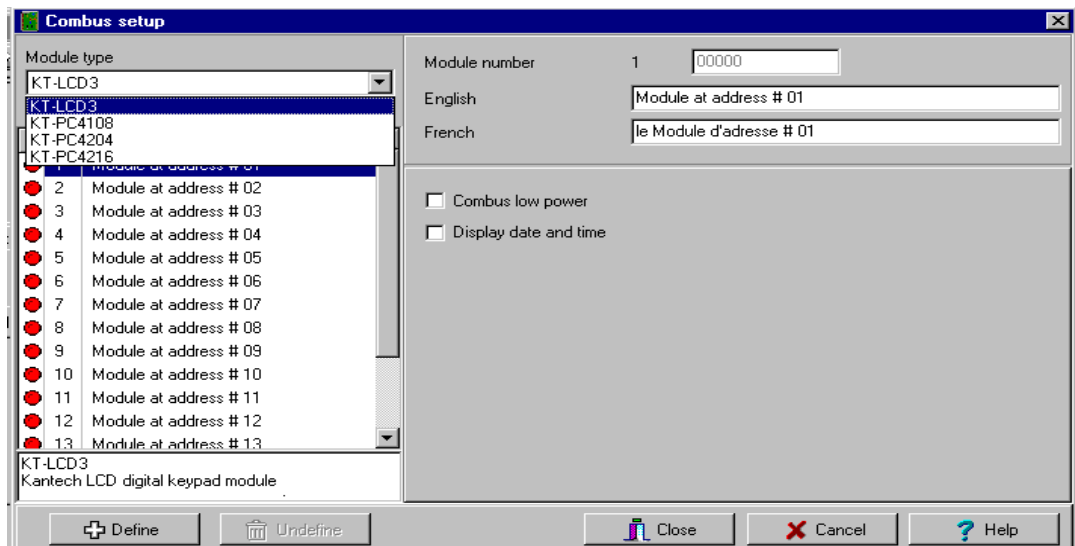 Combus setup
Module type
KT-LCD3
KT-LCD3
KT-PC4108
KT-PC4204
KT-PC4216
1 Module at address # 01
2 Module at address # 02
3 Module at address # 03
4 Module at address # 04
5 Module at address # 05
6 Module at address # 06
7 Module at address # 07
8 Module at address # 08
9 Module at address # 09
10 Module at address # 10
11 Module at address # 11
12 Module at address # 12
13 Module at address # 13
KT-LCD3
Kantech LCD digital keypad module
Module number 1 00000
English Module at address # 01
French le Module d'adresse # 01
Combus low power
Display date and time
Define Undefine Close Cancel Help